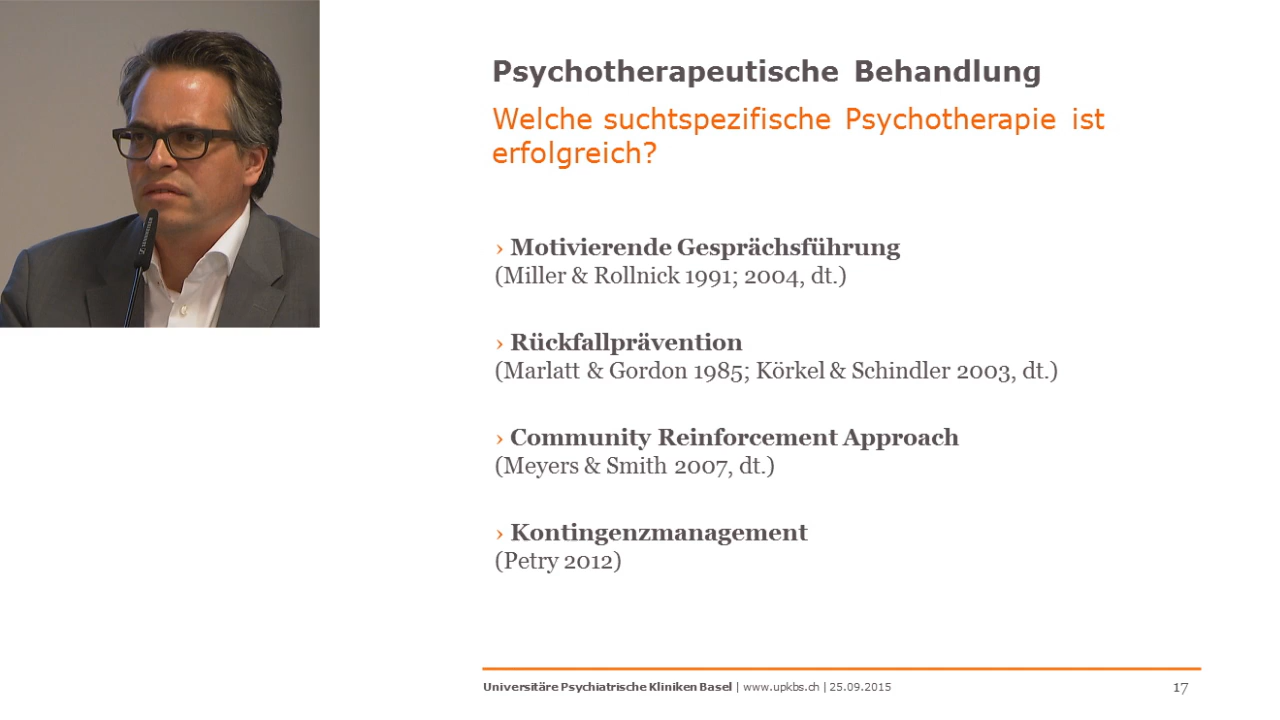 Psychotherapeutische Behandlung
Welche suchtspezifische Psychotherapie ist
erfolgreich?
› Motivierende Gesprächsführung
(Miller & Rollnick 1991; 2004, dt.)
› Rückfallprävention
(Marlatt & Gordon 1985; Körkel & Schindler 2003, dt.)
› Community Reinforcement Approach
(Meyers & Smith 2007, dt.)
› Kontingenzmanagement
(Petry 2012)
Universitäre Psychiatrische Kliniken Basel | www.upkbs.ch | 25.09.2015
17